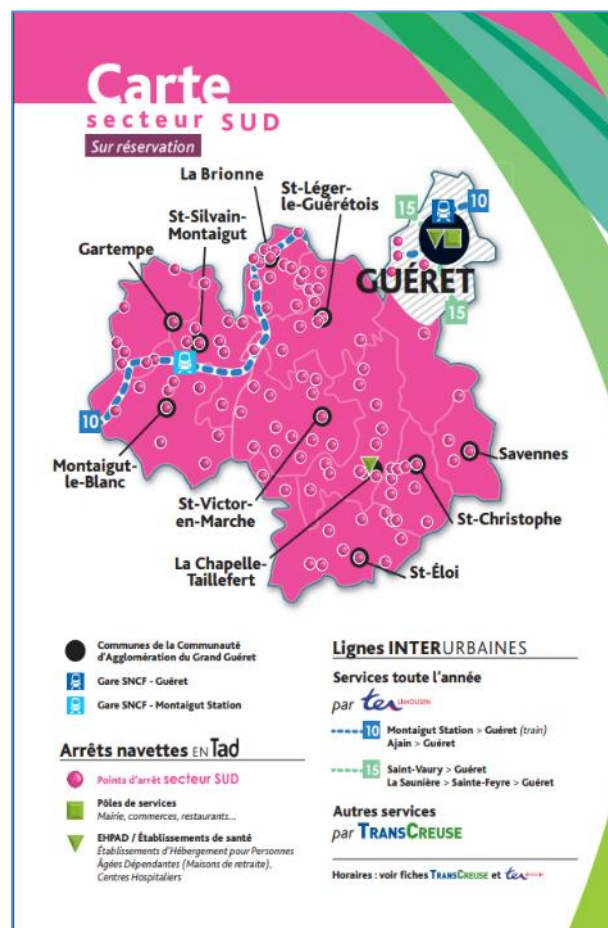 Carte
secteur SUD
Sur réservation
La Brionne
St-Léger-
le-Guérétois
St-Silvain-
Montaigut
Gartempe
15
10
GUÉRET
15
10
Montaigut-
le-Blanc
St-Victor-
en-Marche
La Chapelle-
Taillefert
Savennes
St-Christophe
St-Éloi
Communes de la Communauté
d'Agglomération du Grand Guéret
Gare SNCF - Guéret
Gare SNCF - Montaigut Station
Arrêts navettes EN Tad
Points d'arrêt secteur SUD
Pôles de services
Mairie, commerces, restaurants...
EHPAD / Établissements de santé
Établissements d'Hébergement pour Personnes
Âgées Dépendantes (Maisons de retraite),
Centres Hospitaliers
Lignes INTERURBAINES
Services toute l'année
par ter LIMOUSIN
10 Montaigut Station > Guéret (train)
Ajain > Guéret
15 Saint-Vaury > Guéret
La Saunière > Sainte-Feyre > Guéret
Autres services
par TRANSCREUSE
Horaires : voir fiches TRANSCREUSE et ter